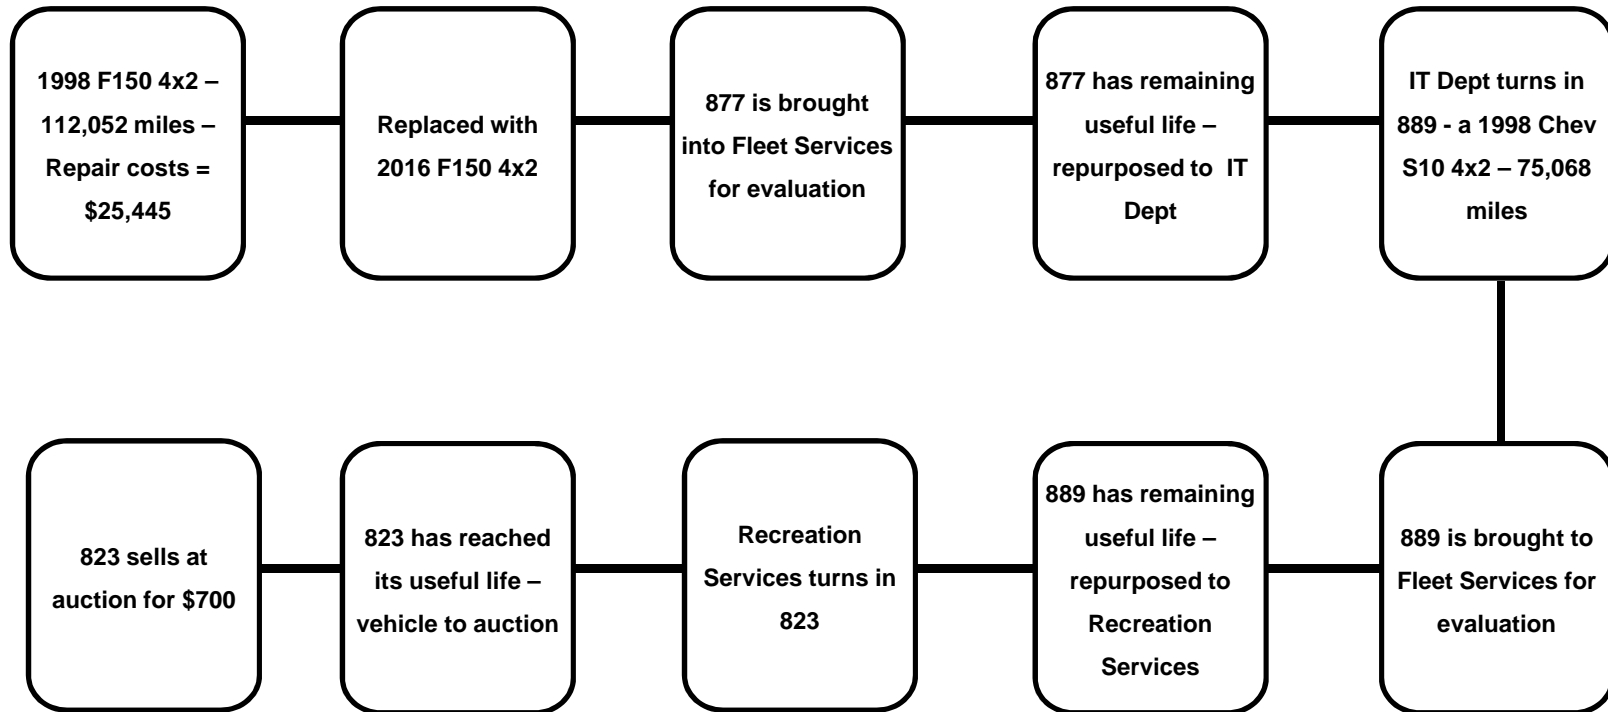 1998 F150 4x2 –
112,052 miles –
Repair costs =
$25,445
Replaced with
2016 F150 4x2
877 is brought
into Fleet Services
for evaluation
877 has remaining
useful life –
repurposed to IT
Dept
IT Dept turns in
889 - a 1998 Chev
S10 4x2 – 75,068
miles
889 is brought to
Fleet Services for
evaluation
889 has remaining
useful life –
repurposed to
Recreation
Services
Recreation
Services turns in
823
823 has reached
its useful life –
vehicle to auction
823 sells at
auction for $700